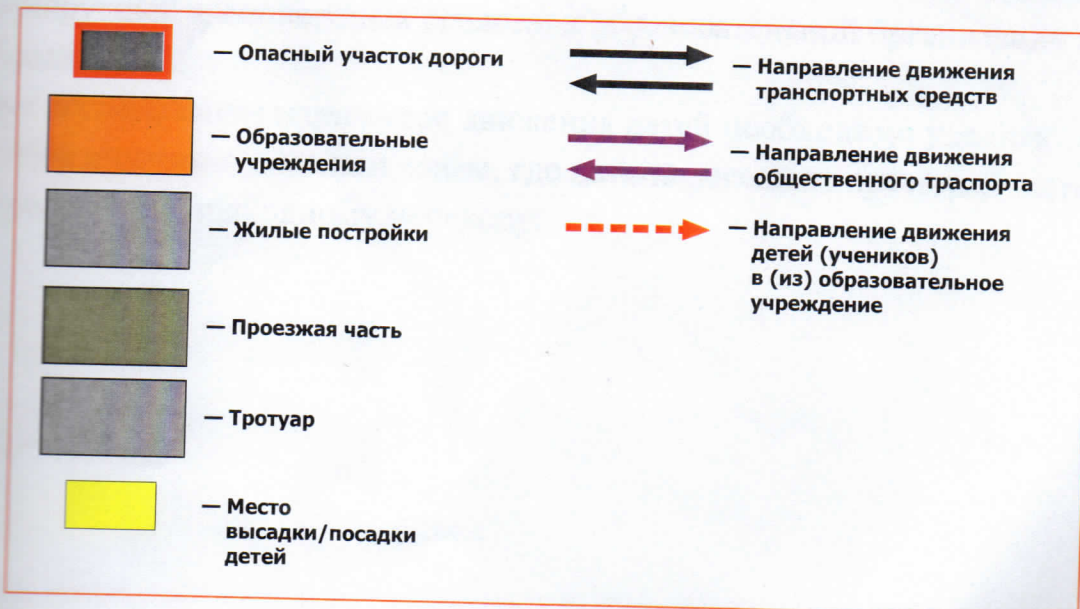 — Опасный участок дороги
— Образовательные
учреждения
— Жилые постройки
— Проезжая часть
— Тротуар
— Место
высадки/посадки
детей
— Направление движения
транспортных средств
— Направление движения
общественного траспорта
— Направление движения
детей (учеников)
в (из) образовательное
учреждение